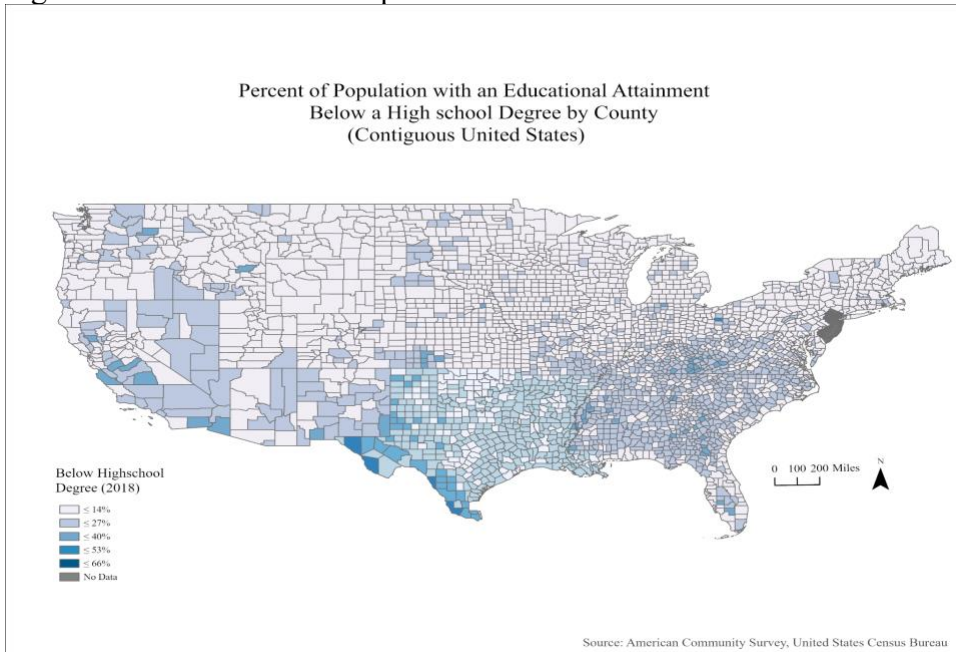 Percent of Population with an Educational Attainment
Below a High school Degree by County
(Contiguous United States)
Below Highschool
Degree (2018)
≤ 14%
≤ 27%
≤ 40%
≤ 53%
≤ 66%
No Data
0 100 200 Miles
N
Source: American Community Survey, United States Census Bureau